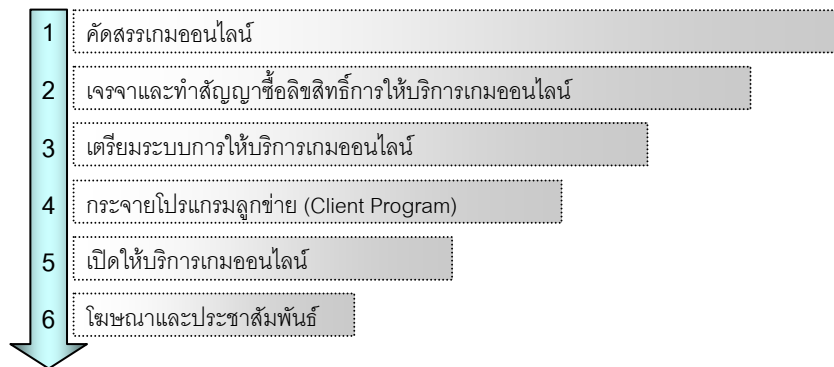 1 คัดสรรเกมออนไลน์
2 เจรจาและทำสัญญาซื้อลิขสิทธิ์การให้บริการเกมออนไลน์
3 เตรียมระบบการให้บริการเกมออนไลน์
4 กระจายโปรแกรมลูกข่าย (Client Program)
5 เปิดให้บริการเกมออนไลน์
6 โฆษณาและประชาสัมพันธ์